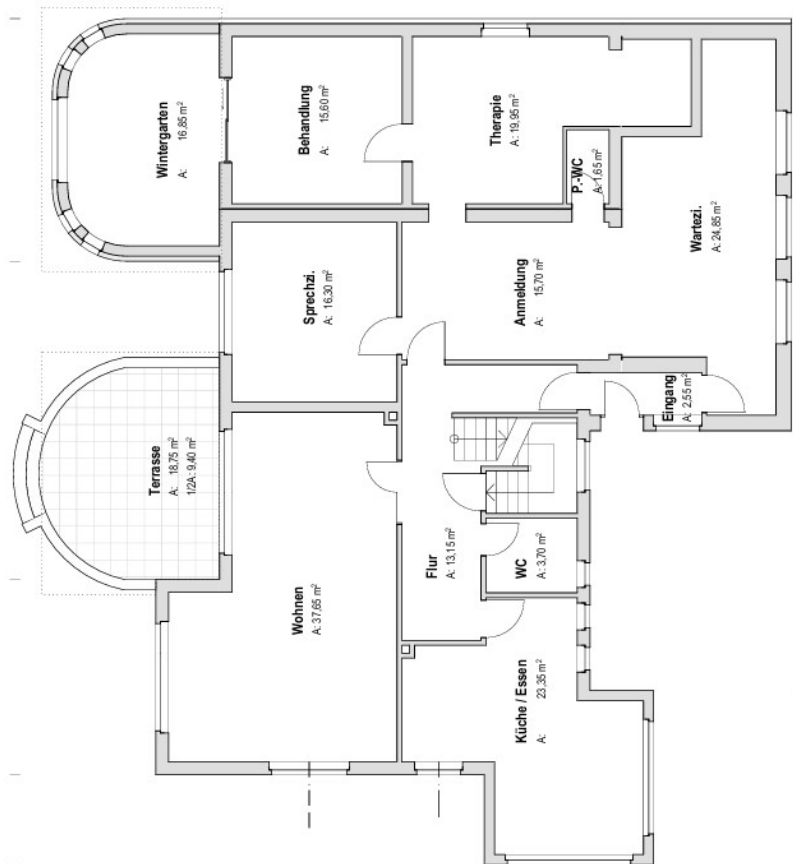 Wintergarten
A: 16,85 m²
Behandlung
A: 15,60 m²
Therapie
A: 19,95 m²
P.-WC
A: 1,65 m²
Wartezi.
A: 24,85 m²
Sprechzi.
A: 16,30 m²
Anmeldung
A: 15,70 m²
Eingang
A: 2,55 m²
Terrasse
A: 18,75 m²
1/2A: 9,40 m²
Wohnen
A: 37,65 m²
Flur
A: 13,15 m²
WC
A: 3,70 m²
Küche / Essen
A: 23,35 m²